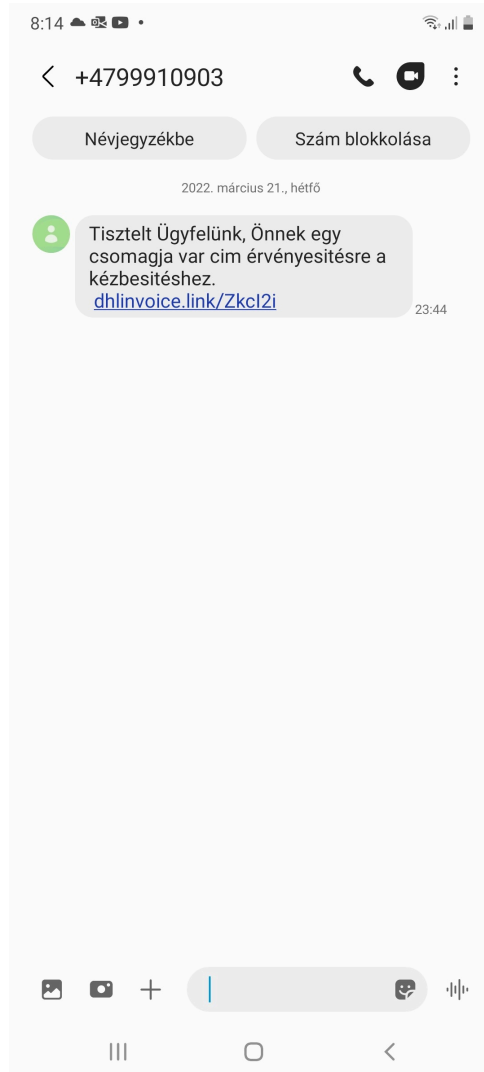 8:14
+4799910903
Névjegyzékbe
Szám blokkolása
2022. március 21., hétfő
Tisztelt Ügyfelünk, Önnek egy
csomagja var cim érvényesitésre a
kézbesitéshez.
dhlinvoice.link/ZkcI2i
23:44